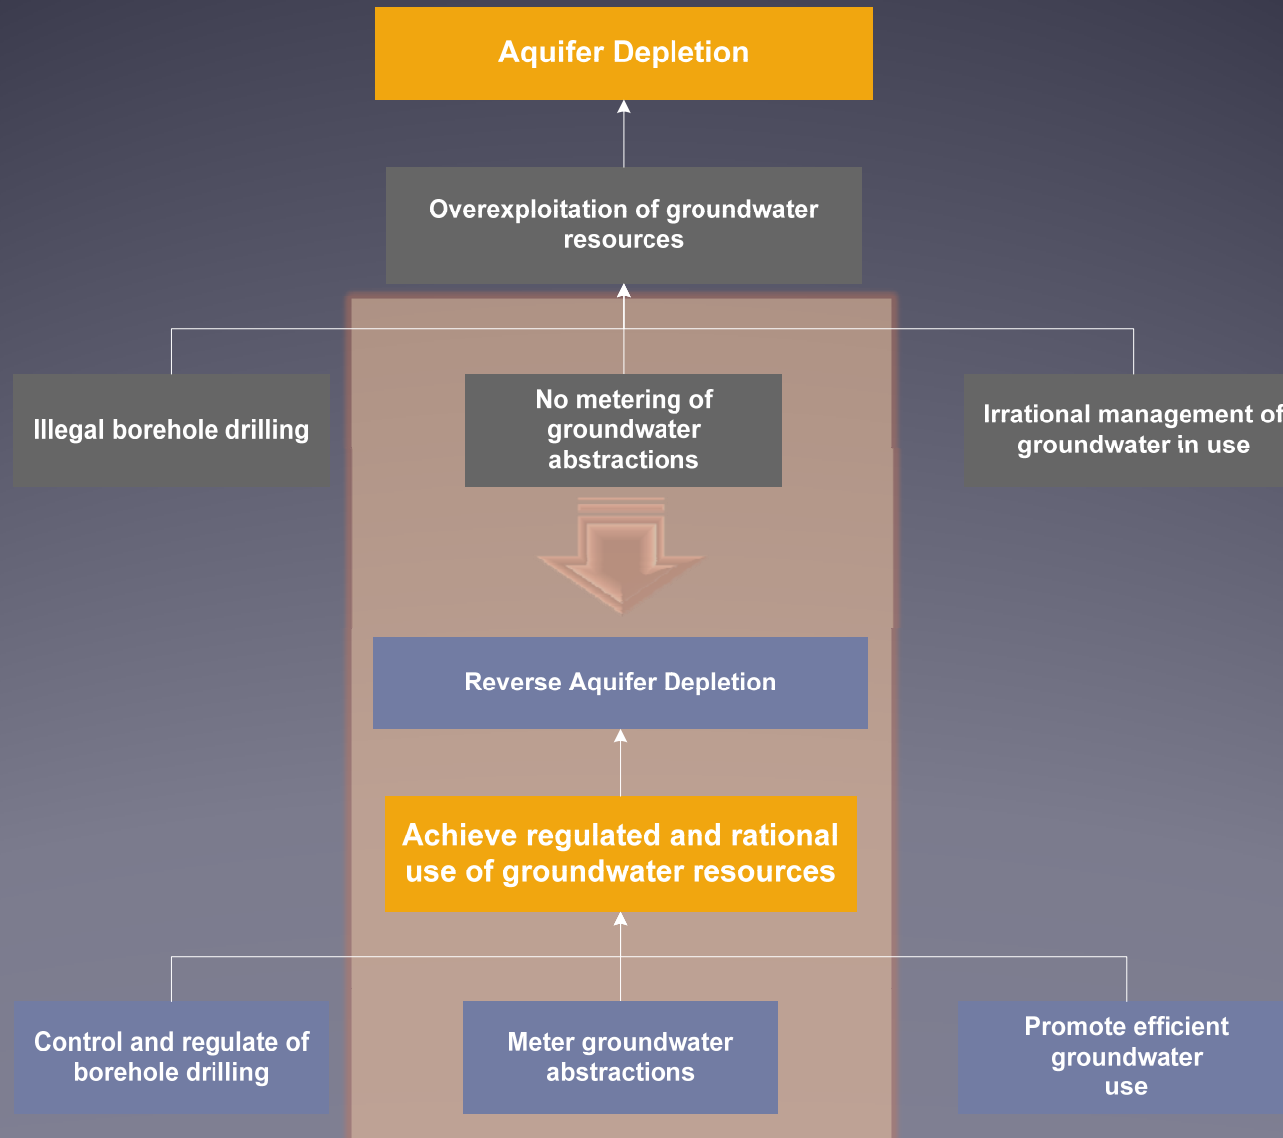 Aquifer Depletion
Overexploitation of groundwater
resources
Illegal borehole drilling
No metering of
groundwater
abstractions
Irrational management of
groundwater in use
Reverse Aquifer Depletion
Achieve regulated and rational
use of groundwater resources
Control and regulate of
borehole drilling
Meter groundwater
abstractions
Promote efficient
groundwater
use